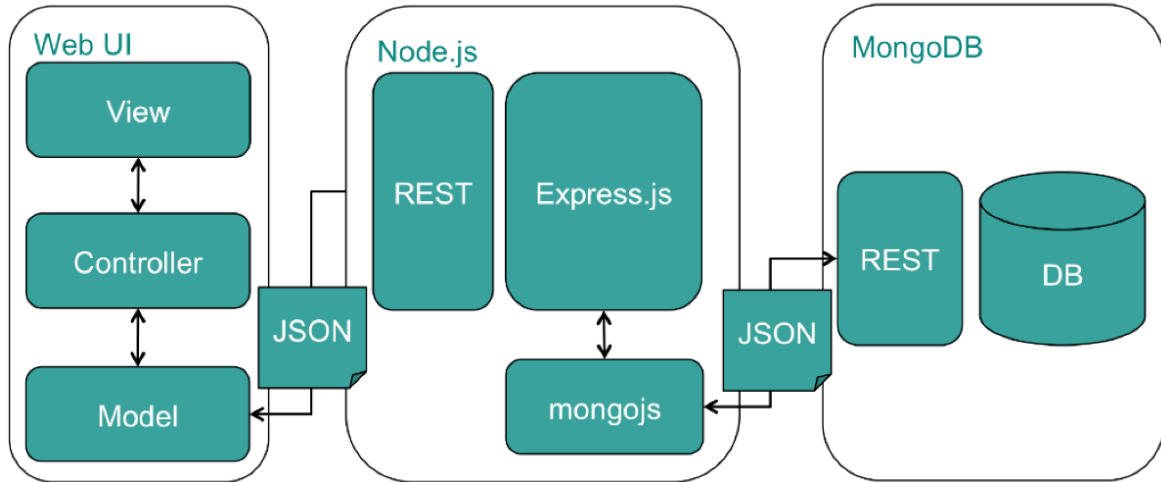 Web UI
View
Controller
Model
JSON
Node.js
REST
Express.js
mongojs
JSON
MongoDB
REST
DB